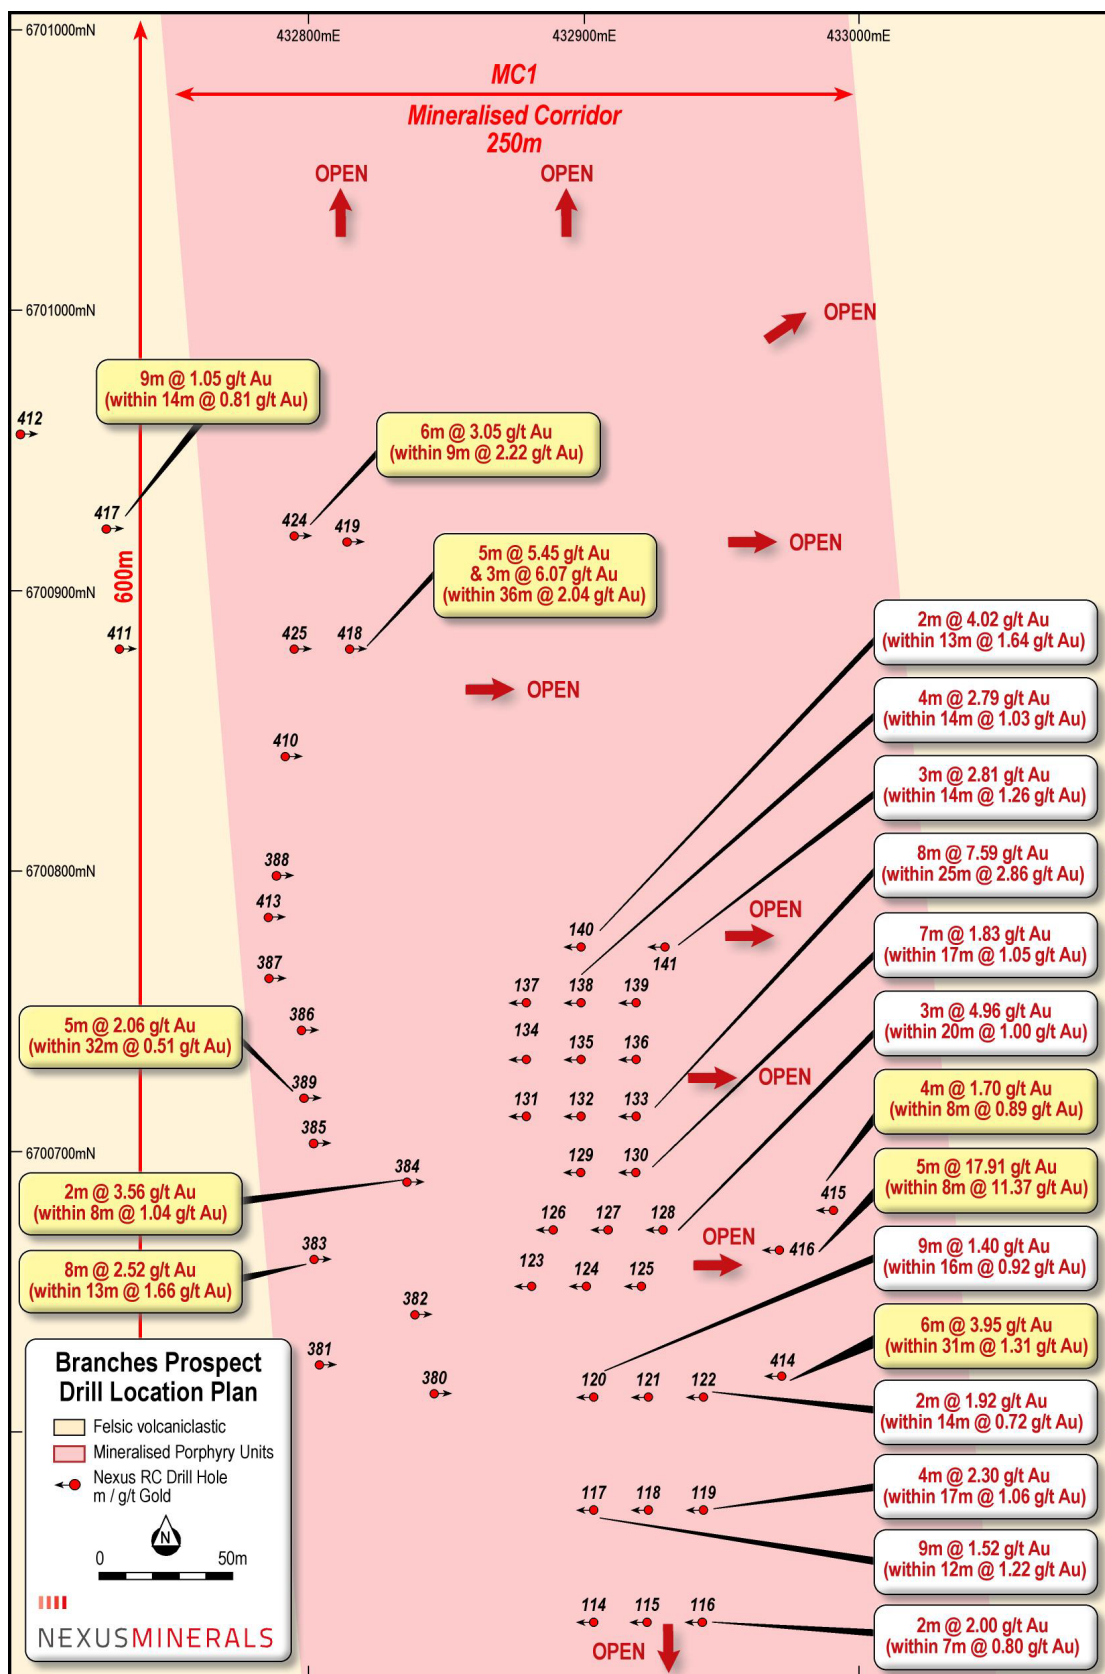 6701000mN
432800mE
432900mE
433000mE
MC1
Mineralised Corridor
250m
OPEN
OPEN
6701000mN
OPEN
9m @ 1.05 g/t Au
(within 14m @ 0.81 g/t Au)
412
6m @ 3.05 g/t Au
(within 9m @ 2.22 g/t Au)
417
424
419
OPEN
600m
5m @ 5.45 g/t Au
& 3m @ 6.07 g/t Au
(within 36m @ 2.04 g/t Au)
6700900mN
2m @ 4.02 g/t Au
(within 13m @ 1.64 g/t Au)
411
425
418
OPEN
4m @ 2.79 g/t Au
(within 14m @ 1.03 g/t Au)
410
3m @ 2.81 g/t Au
(within 14m @ 1.26 g/t Au)
388
6700800mN
8m @ 7.59 g/t Au
(within 25m @ 2.86 g/t Au)
413
OPEN
140
141
7m @ 1.83 g/t Au
(within 17m @ 1.05 g/t Au)
387
137
138
139
386
3m @ 4.96 g/t Au
(within 20m @ 1.00 g/t Au)
5m @ 2.06 g/t Au
(within 32m @ 0.51 g/t Au)
134
135
136
OPEN
389
4m @ 1.70 g/t Au
(within 8m @ 0.89 g/t Au)
131
132
133
385
6700700mN
129
130
384
5m @ 17.91 g/t Au
(within 8m @ 11.37 g/t Au)
2m @ 3.56 g/t Au
(within 8m @ 1.04 g/t Au)
415
126
127
128
OPEN
416
383
9m @ 1.40 g/t Au
(within 16m @ 0.92 g/t Au)
8m @ 2.52 g/t Au
(within 13m @ 1.66 g/t Au)
123
124
125
382
6m @ 3.95 g/t Au
(within 31m @ 1.31 g/t Au)
381
414
380
120
121
122
2m @ 1.92 g/t Au
(within 14m @ 0.72 g/t Au)
Branches Prospect
Drill Location Plan
Felsic volcaniclastic
Mineralised Porphyry Units
Nexus RC Drill Hole
m / g/t Gold
N
0
50m
4m @ 2.30 g/t Au
(within 17m @ 1.06 g/t Au)
117
118
119
9m @ 1.52 g/t Au
(within 12m @ 1.22 g/t Au)
114
115
116
2m @ 2.00 g/t Au
(within 7m @ 0.80 g/t Au)
OPEN
NEXUSMINERALS